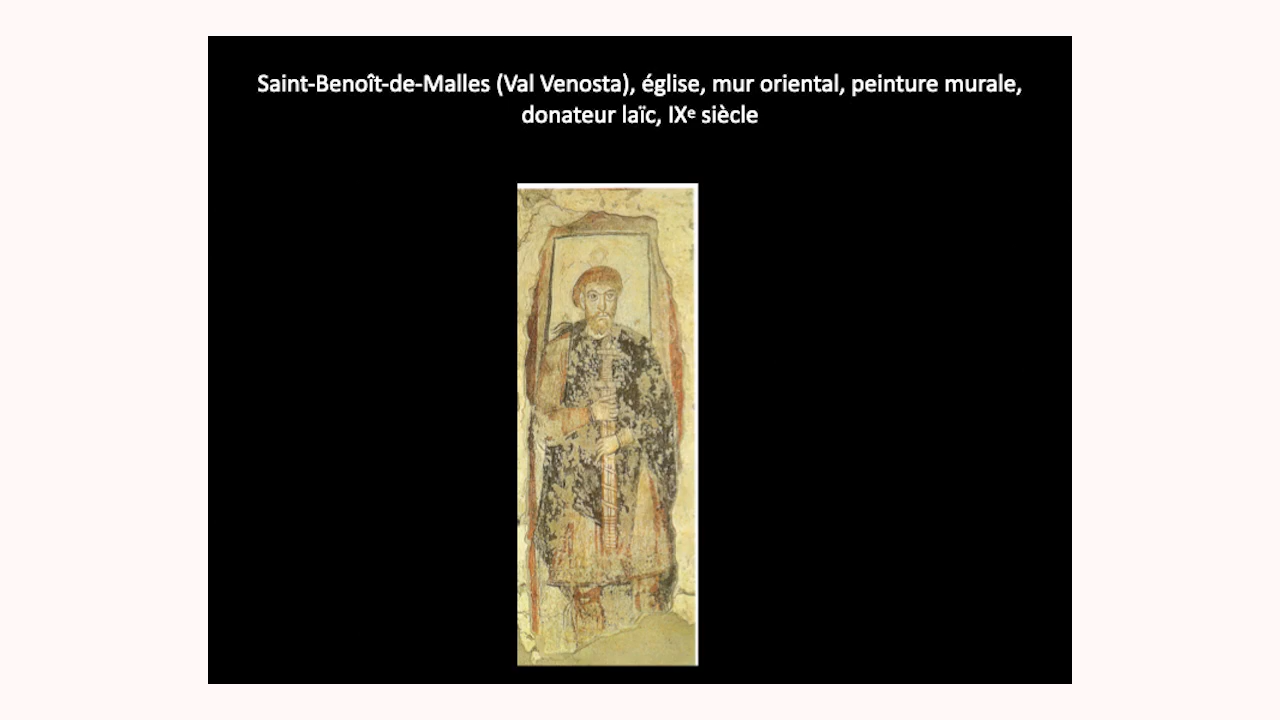 Saint-Benoît-de-Malles (Val Venosta), église, mur oriental, peinture murale,
donateur laïc, IXᵉ siècle